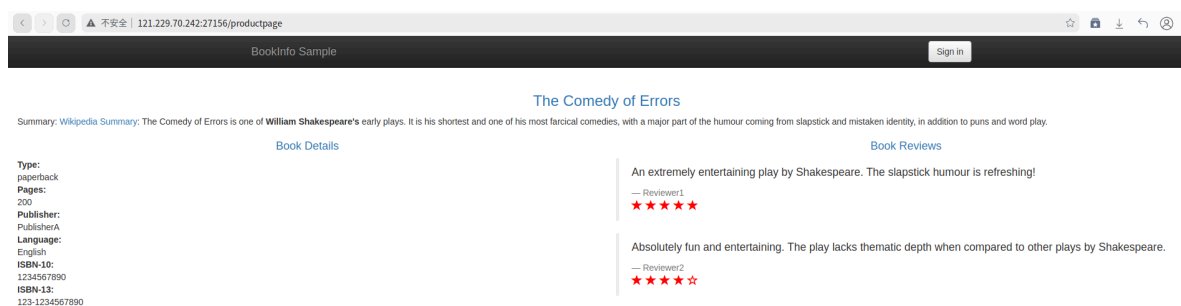 不安全 121.229.70.242:27156/productpage
BookInfo Sample
Sign in
The Comedy of Errors
Summary: Wikipedia Summary: The Comedy of Errors is one of William Shakespeare's early plays. It is his shortest and one of his most farcical comedies, with a major part of the humour coming from slapstick and mistaken identity, in addition to puns and word play.
Book Details
Type:
paperback
Pages:
200
Publisher:
PublisherA
Language:
English
ISBN-10:
1234567890
ISBN-13:
123-1234567890
Book Reviews
An extremely entertaining play by Shakespeare. The slapstick humour is refreshing!
— Reviewer1
★★★★★
Absolutely fun and entertaining. The play lacks thematic depth when compared to other plays by Shakespeare.
— Reviewer2
★★★★☆